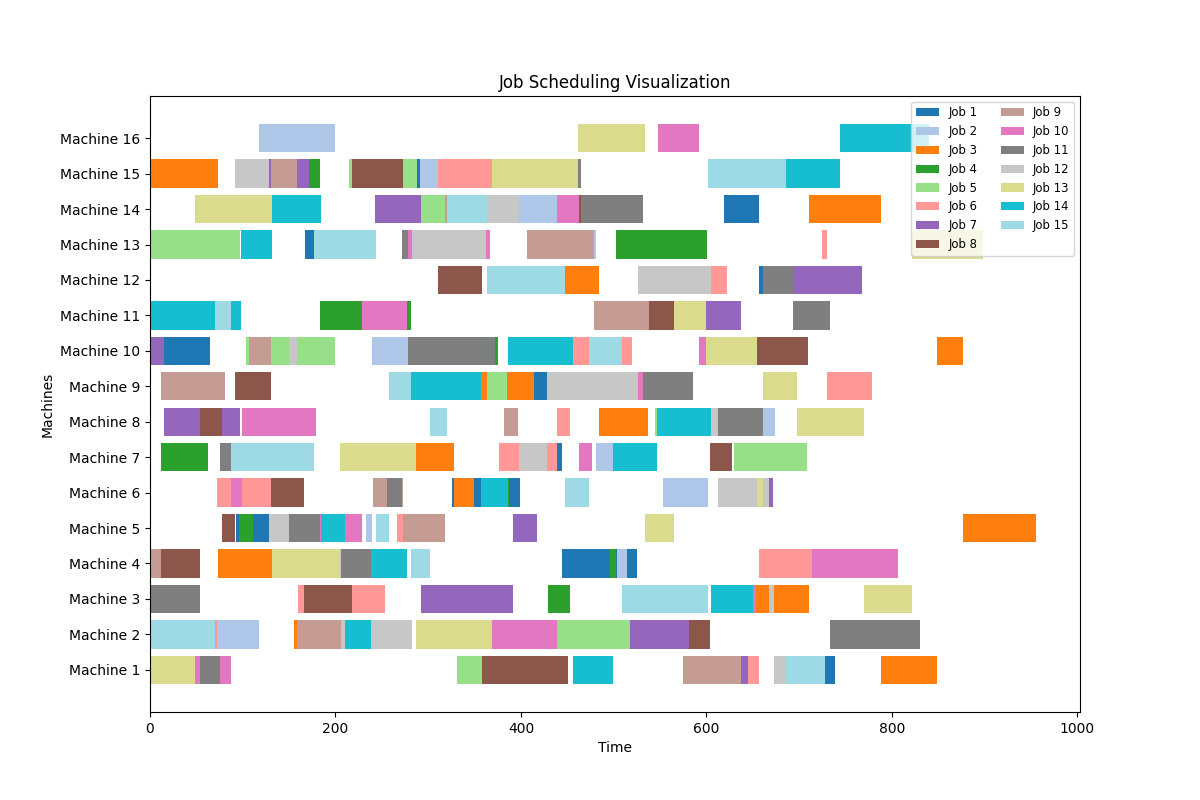 Job Scheduling Visualization
Machine 16
Machine 15
Machine 14
Machine 13
Machine 12
Machine 11
Machine 10
Machine 9
Machine 8
Machine 7
Machine 6
Machine 5
Machine 4
Machine 3
Machine 2
Machine 1
Machines
0 200 400 600 800 1000
Time
Job 1
Job 2
Job 3
Job 4
Job 5
Job 6
Job 7
Job 8
Job 9
Job 10
Job 11
Job 12
Job 13
Job 14
Job 15